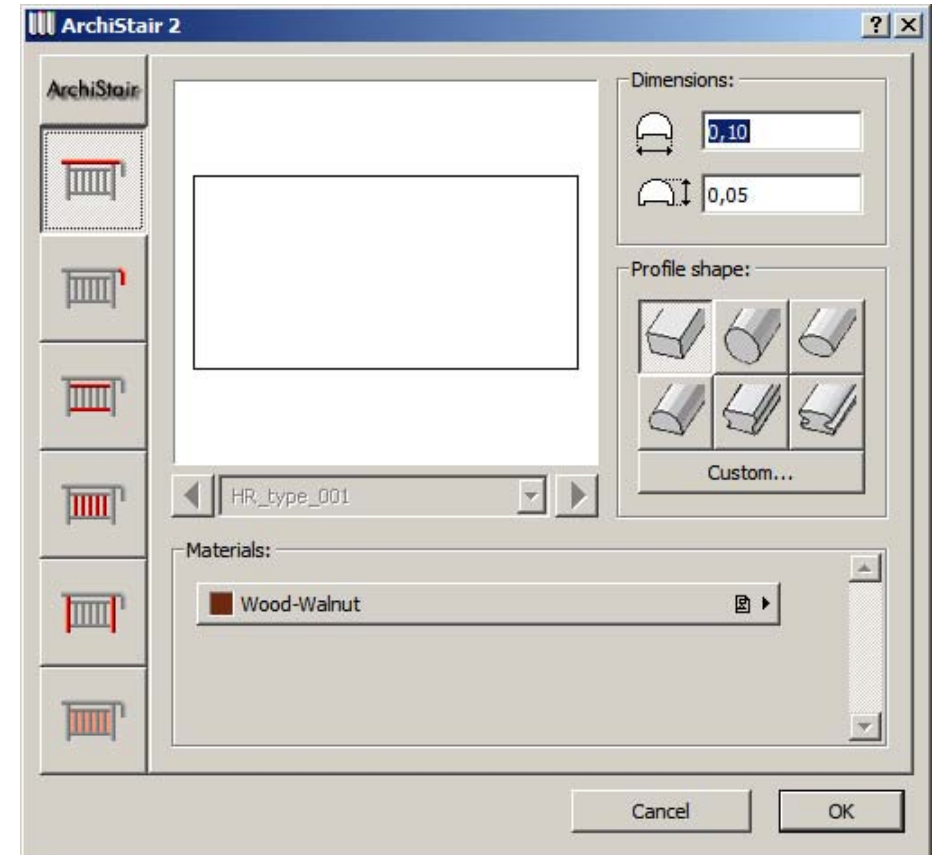 ArchiStair 2
ArchiStair
Dimensions:
0,10
0,05
Profile shape:
Custom...
HR_type_001
Materials:
Wood-Walnut
Cancel
OK